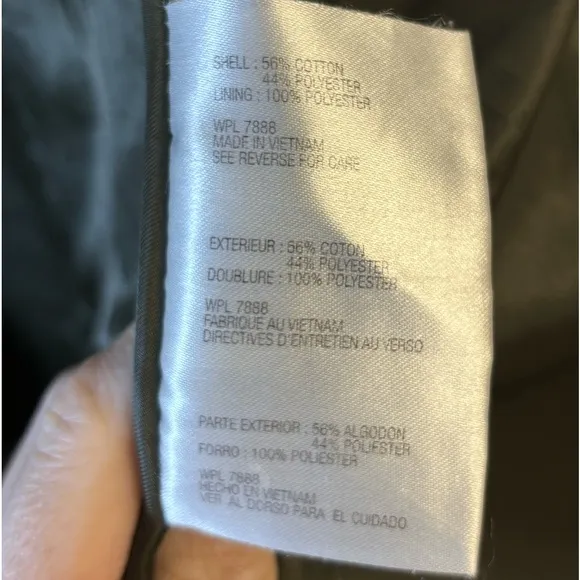 SHELL : 56% COTTON
44% POLYESTER
LINING : 100% POLYESTER
WPL 7888
MADE IN VIETNAM
SEE REVERSE FOR CARE
EXTERIEUR : 56% COTON
44% POLYESTER
DOUBLURE : 100% POLYESTER
WPL 7888
FABRIQUE AU VIETNAM
DIRECTIVES D'ENTRETIEN AU VERSO
PARTE EXTERIOR : 56% ALGODON
44% POLIESTER
FORRO : 100% POLIESTER
WPL 7888
HECHO EN VIETNAM
VER AL DORSO PARA EL CUIDADO